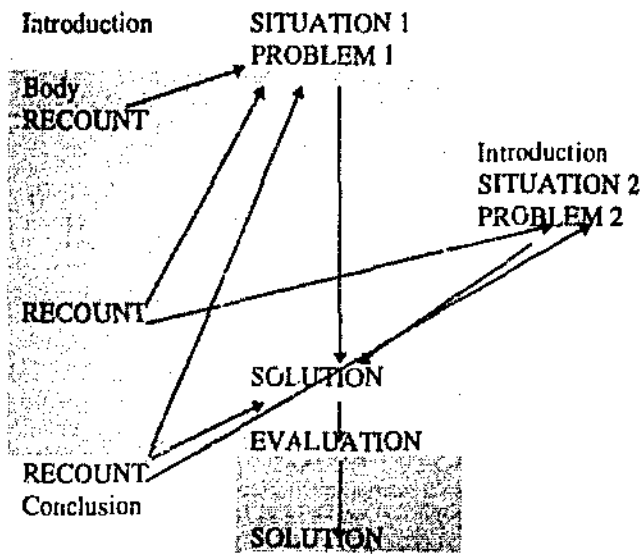 Introduction
SITUATION 1
PROBLEM 1
Body
RECOUNT
Introduction
SITUATION 2
PROBLEM 2
RECOUNT
SOLUTION
EVALUATION
RECOUNT
Conclusion
SOLUTION